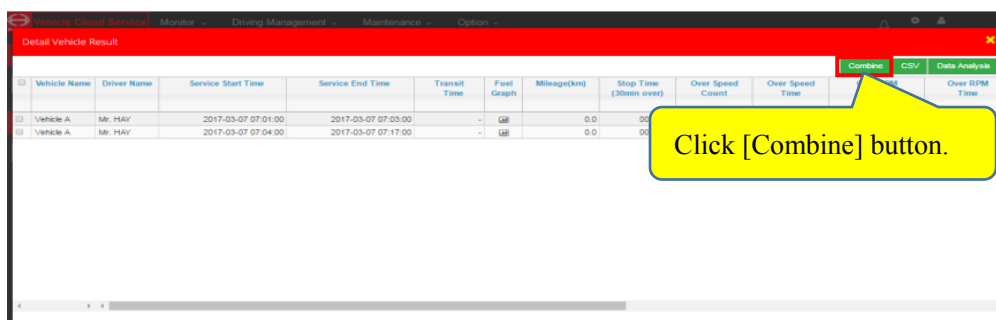 Vehicle Cloud Service Monitor Driving Management Maintenance Option
Detail Vehicle Result ×
Combine CSV Data Analysis
Vehicle Name Driver Name Service Start Time Service End Time Transit Time Fuel Graph Mileage(km) Stop Time (30min over) Over Speed Count Over Speed Time Over RPM Time
Vehicle A Mr. HAY 2017-03-07 07:01:00 2017-03-07 07:03:00 - 0.0 00
Vehicle A Mr. HAY 2017-03-07 07:04:00 2017-03-07 07:17:00 - 0.0 00
Click [Combine] button.